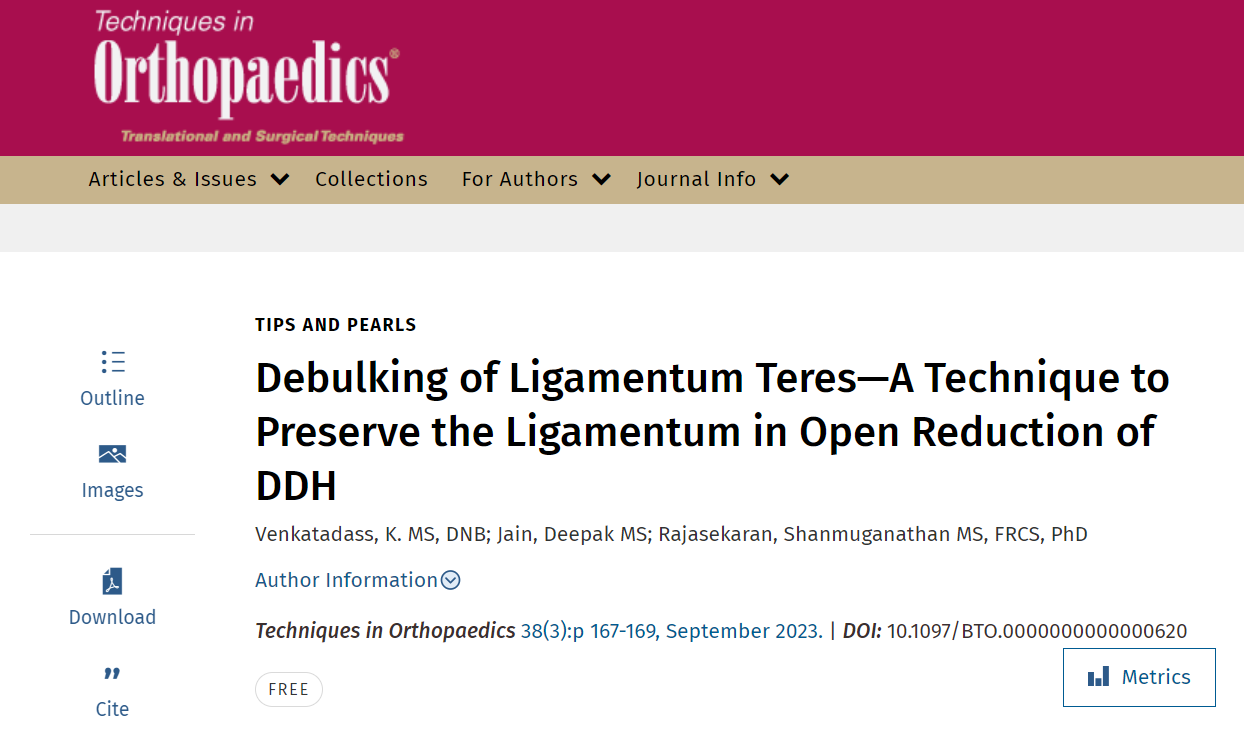 Techniques in
Orthopaedics®
Translational and Surgical Techniques
Articles & Issues Collections For Authors Journal Info
TIPS AND PEARLS
Debulking of Ligamentum Teres—A Technique to
Preserve the Ligamentum in Open Reduction of
DDH
Venkatadass, K. MS, DNB; Jain, Deepak MS; Rajasekaran, Shanmuganathan MS, FRCS, PhD
Author Information
Techniques in Orthopaedics 38(3):p 167-169, September 2023. | DOI: 10.1097/BTO.0000000000000620
FREE
Metrics
Outline
Images
Download
Cite